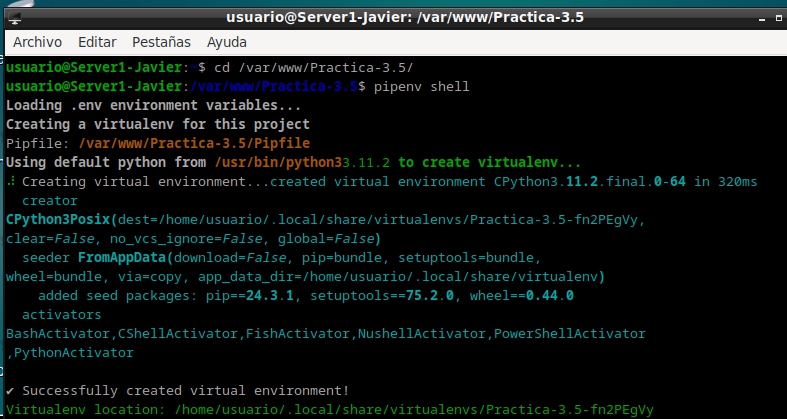 usuario@Server1-Javier: /var/www/Practica-3.5
Archivo Editar Pestañas Ayuda
usuario@Server1-Javier:~$ cd /var/www/Practica-3.5/
usuario@Server1-Javier:/var/www/Practica-3.5$ pipenv shell
Loading .env environment variables...
Creating a virtualenv for this project
Pipfile: /var/www/Practica-3.5/Pipfile
Using default python from /usr/bin/python33.11.2 to create virtualenv...
⠼ Creating virtual environment...created virtual environment CPython3.11.2.final.0-64 in 320ms
creator
CPython3Posix(dest=/home/usuario/.local/share/virtualenvs/Practica-3.5-fn2PEgVy,
clear=False, no_vcs_ignore=False, global=False)
seeder FromAppData(download=False, pip=bundle, setuptools=bundle,
wheel=bundle, via=copy, app_data_dir=/home/usuario/.local/share/virtualenv)
added seed packages: pip==24.3.1, setuptools==75.2.0, wheel==0.44.0
activators
BashActivator,CShellActivator,FishActivator,NushellActivator,PowerShellActivator
,PythonActivator
✔ Successfully created virtual environment!
Virtualenv location: /home/usuario/.local/share/virtualenvs/Practica-3.5-fn2PEgVy